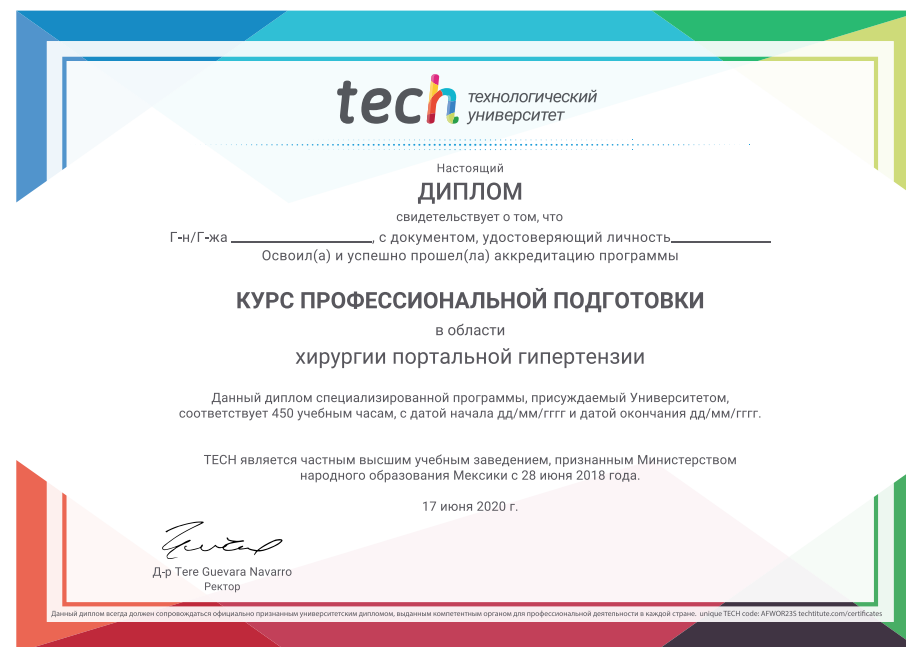 tech технологический
университет
Настоящий
ДИПЛОМ
свидетельствует о том, что
Г-н/Г-жа ____________________, с документом, удостоверяющий личность______________
Освоил(а) и успешно прошел(ла) аккредитацию программы
КУРС ПРОФЕССИОНАЛЬНОЙ ПОДГОТОВКИ
в области
хирургии портальной гипертензии
Данный диплом специализированной программы, присуждаемый Университетом,
соответствует 450 учебным часам, с датой начала дд/мм/гггг и датой окончания дд/мм/гггг.
TECH является частным высшим учебным заведением, признанным Министерством
народного образования Мексики с 28 июня 2018 года.
17 июня 2020 г.
Д-р Tere Guevara Navarro
Ректор
Данный диплом всегда должен сопровождаться официально признанным университетским дипломом, выданным компетентным органом для профессиональной деятельности в каждой стране. unique TECH code: AFWOR23S techtitute.com/certificates